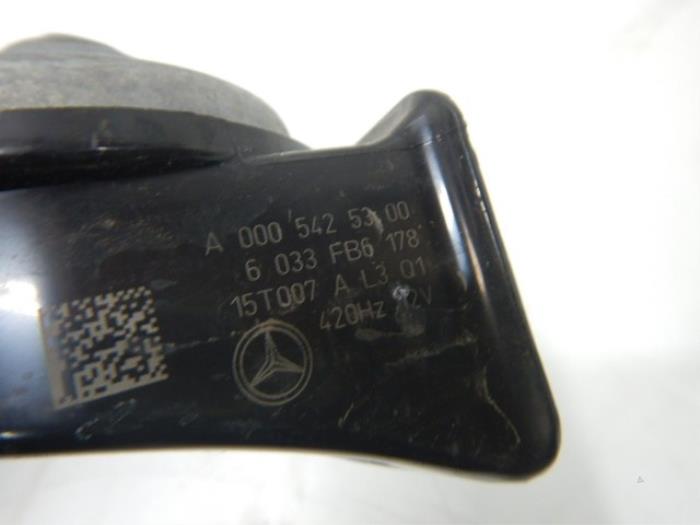 A 000 542 53 00
6 033 FB6 178
15T007 A L3 01
420Hz 12V